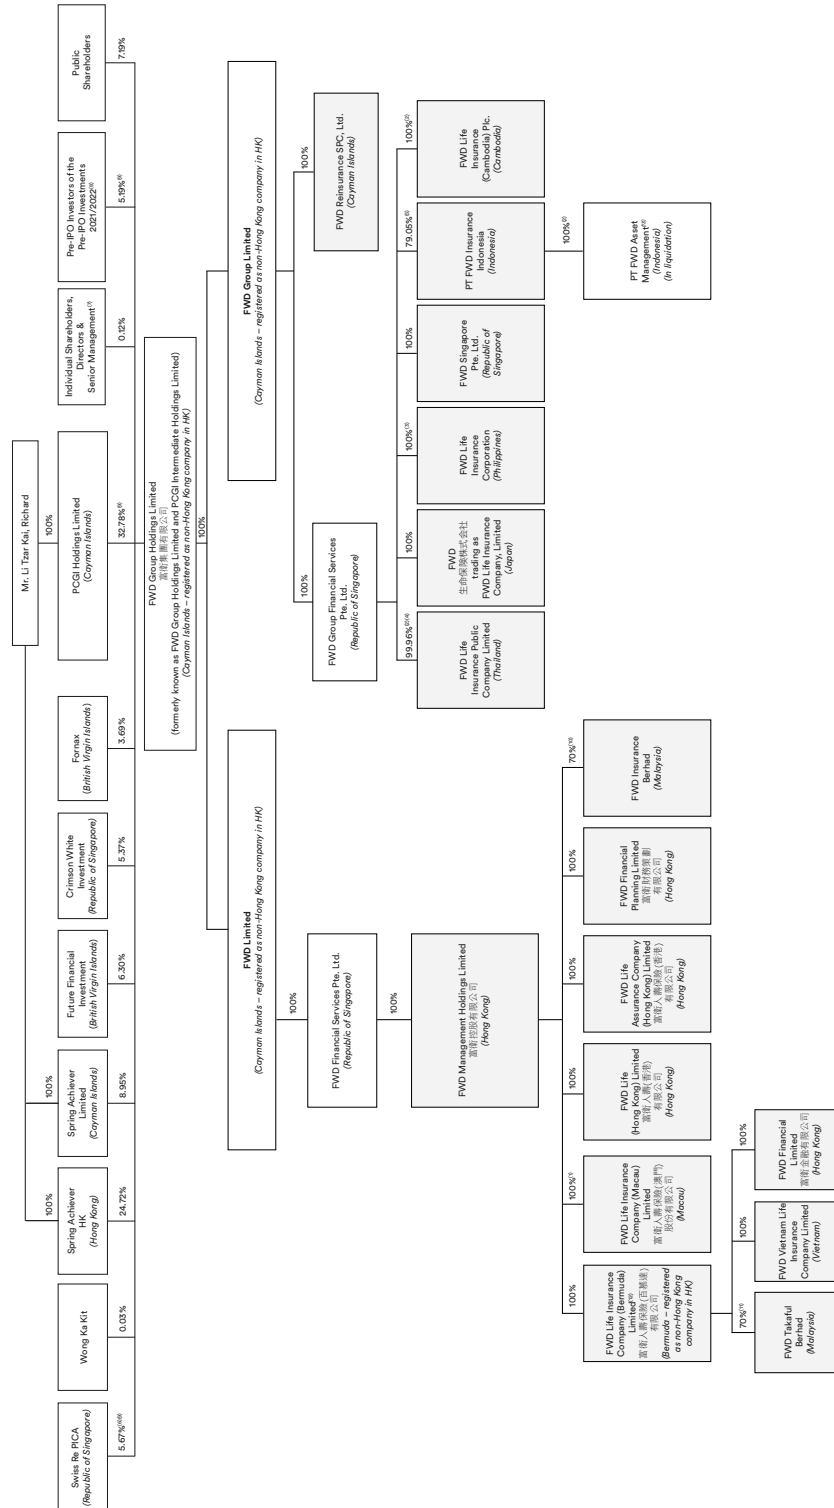 Mr. Li Tzar Kai, Richard
100%
100%
100%
Swiss Re PICA
(Republic of Singapore)
5.67%
Wong Ka Kit
0.03%
Spring Achiever
HK
(Hong Kong)
24.72%
Spring Achiever
Limited
(Cayman Islands)
8.95%
Future Financial
Investment
(British Virgin Islands)
6.30%
Crimson White
Investment
(Republic of Singapore)
5.37%
Fornax
(British Virgin Islands)
3.69%
PCGI Holdings Limited
(Cayman Islands)
32.78%
Individual Shareholders,
Directors &
Senior Management
0.12%
Pre-IPO Investors of the
Pre-IPO Investments
2021/2022
5.19%
Public
Shareholders
7.19%
FWD Group Holdings Limited
富衛集團有限公司
(formerly known as FWD Group Holdings Limited and PCGI Intermediate Holdings Limited)
(Cayman Islands – registered as non-Hong Kong company in HK)
100%
FWD Limited
(Cayman Islands – registered as non-Hong Kong company in HK)
FWD Group Limited
(Cayman Islands – registered as non-Hong Kong company in HK)
100%
100%
100%
FWD Financial Services Pte. Ltd.
(Republic of Singapore)
FWD Group Financial Services
Pte. Ltd.
(Republic of Singapore)
FWD Reinsurance SPC, Ltd.
(Cayman Islands)
100%
99.96%
100%
100%
100%
79.05%
100%
FWD Management Holdings Limited
富衛控股有限公司
(Hong Kong)
FWD Life
Insurance Public
Company Limited
(Thailand)
FWD
生命保険株式会社
trading as
FWD Life Insurance
Company, Limited
(Japan)
FWD Life
Insurance
Corporation
(Philippines)
FWD Singapore
Pte. Ltd.
(Republic of
Singapore)
PT FWD Insurance
Indonesia
(Indonesia)
FWD Life
Insurance
(Cambodia) Plc.
(Cambodia)
100%
PT FWD Asset
Management
(Indonesia)
(In liquidation)
100%
100%
100%
100%
100%
70%
FWD Life Insurance
Company (Bermuda)
Limited
富衛人壽保險(百慕達)
有限公司
(Bermuda – registered
as non-Hong Kong
company in HK)
FWD Life Insurance
Company (Macau)
Limited
富衛人壽保險(澳門)
股份有限公司
(Macau)
FWD Life
(Hong Kong) Limited
富衛人壽(香港)
有限公司
(Hong Kong)
FWD Life
Assurance Company
(Hong Kong) Limited
富衛人壽保險(香港)
有限公司
(Hong Kong)
FWD Financial
Planning Limited
富衛財務策劃
有限公司
(Hong Kong)
FWD Insurance
Berhad
(Malaysia)
70%
100%
100%
FWD Takaful
Berhad
(Malaysia)
FWD Vietnam Life
Insurance
Company Limited
(Vietnam)
FWD Financial
Limited
富衛金融有限公司
(Hong Kong)